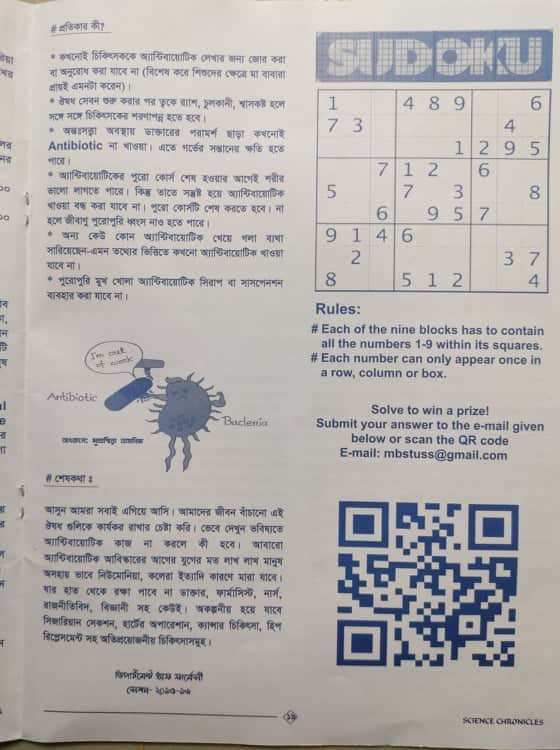 # প্রতিকার কী?
* কখনোই চিকিৎসককে অ্যান্টিবায়োটিক লেখার জন্য জোর করা
বা অনুরোধ করা যাবে না (বিশেষ করে শিশুদের ক্ষেত্রে মা বাবারা
প্রায়ই এমনটা করেন)।
* ঔষধ সেবন শুরু করার পর ত্বকে র‍্যাশ, চুলকানী, শ্বাসকষ্ট হলে
সঙ্গে সঙ্গে চিকিৎসকের শরণাপন্ন হতে হবে।
* অন্তঃসত্ত্বা অবস্থায় ডাক্তারের পরামর্শ ছাড়া কখনোই
Antibiotic না খাওয়া। এতে গর্ভের সন্তানের ক্ষতি হতে
পারে।
* অ্যান্টিবায়োটিকের পুরো কোর্স শেষ হওয়ার আগেই শরীর
ভালো লাগতে পারে। কিন্তু তাতে সন্তুষ্ট হয়ে অ্যান্টিবায়োটিক
খাওয়া বন্ধ করা যাবে না। পুরো কোর্সটি শেষ করতে হবে। না
হলে জীবাণু পুরোপুরি ধ্বংস নাও হতে পারে।
* অন্য কেউ কোন অ্যান্টিবায়োটিক খেয়ে গলা ব্যথা
সারিয়েছেন-এমন তথ্যের ভিত্তিতে কখনো অ্যান্টিবায়োটিক খাওয়া
যাবে না।
* পুরোপুরি মুখ খোলা অ্যান্টিবায়োটিক সিরাপ বা সাসপেনশন
ব্যবহার করা যাবে না।
I'm out
of work
Antibiotic
Bacteria
# শেষকথা ঃ
আসুন আমরা সবাই এগিয়ে আসি। আমাদের জীবন বাঁচানো এই
ঔষধ গুলিকে কার্যকর রাখার চেষ্টা করি। ভেবে দেখুন ভবিষ্যতে
অ্যান্টিবায়োটিক কাজ না করলে কী হবে। আবারো
অ্যান্টিবায়োটিক আবিস্কারের আগের যুগের মত লাখ লাখ মানুষ
অসহায় ভাবে নিউমোনিয়া, কলেরা ইত্যাদি কারণে মারা যাবে।
যার হাত থেকে রক্ষা পাবে না ডাক্তার, ফার্মাসিস্ট, নার্স,
রাজনীতিবিদ, বিজ্ঞানী সহ কেউই। অকল্পনীয় হয়ে যাবে
সিজারিয়ান সেকশন, হার্টের অপারেশন, ক্যান্সার চিকিৎসা, হিপ
রিপ্লেসমেন্ট সহ অতিপ্রয়োজনীয় চিকিৎসাসমূহ।
ডিপার্টমেন্ট অফ ফার্মেসী
সেশন- ২০১৫-১৬
SUDOKU
1 4 8 9 6
7 3 4
1 2 9 5
7 1 2 6
5 7 3 8
6 9 5 7
9 1 4 6
2 3 7
8 5 1 2 4
Rules:
# Each of the nine blocks has to contain
all the numbers 1-9 within its squares.
# Each number can only appear once in
a row, column or box.
Solve to win a prize!
Submit your answer to the e-mail given
below or scan the QR code
E-mail: mbstuss@gmail.com
SCIENCE CHRONICLES